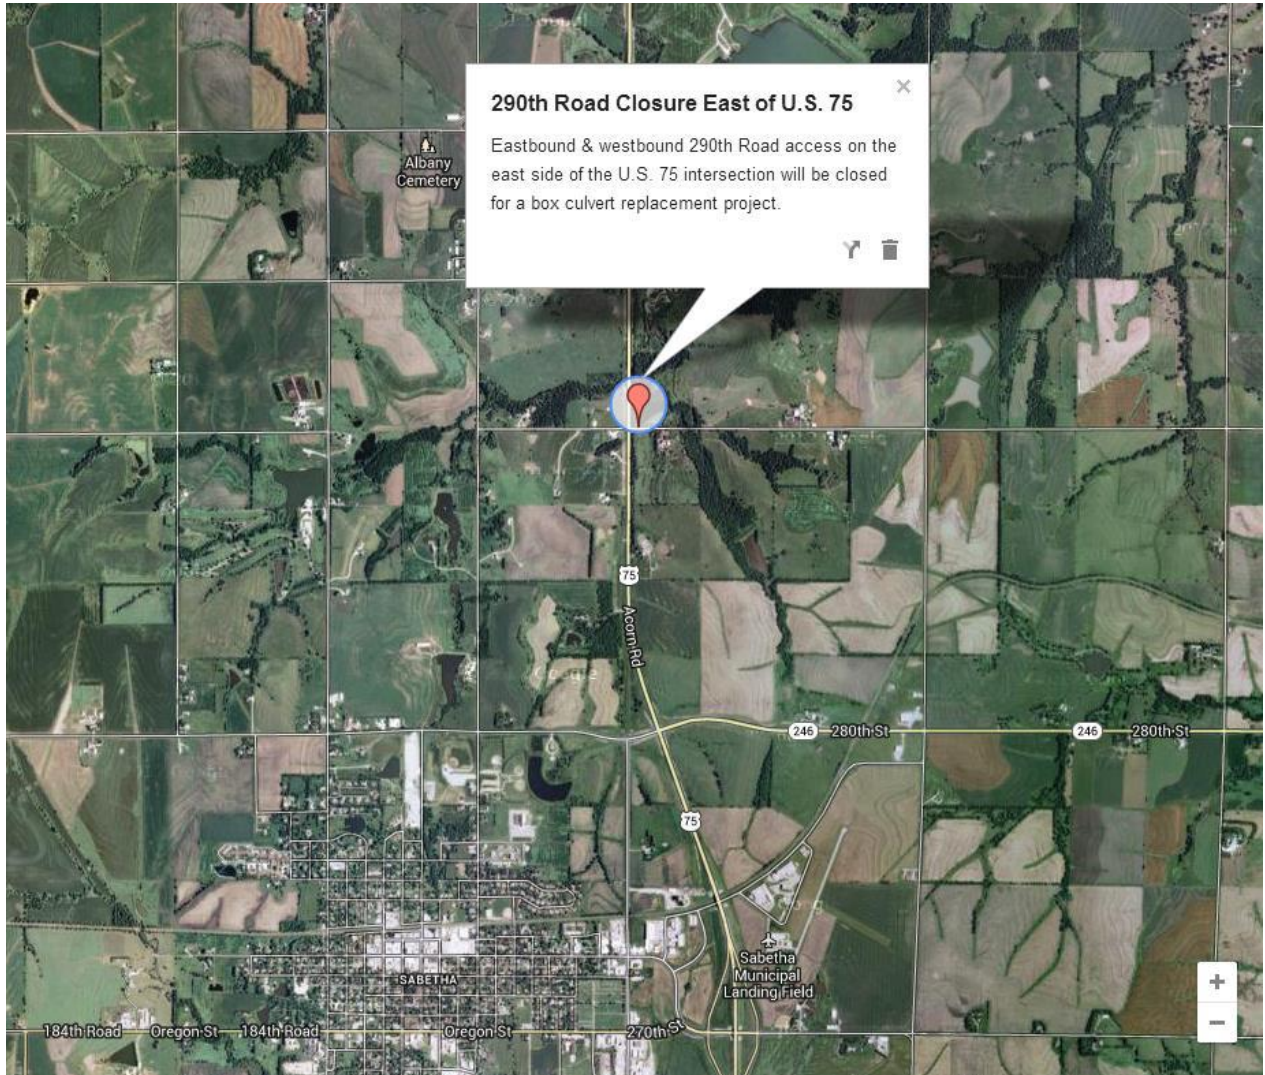 290th Road Closure East of U.S. 75
Eastbound & westbound 290th Road access on the
east side of the U.S. 75 intersection will be closed
for a box culvert replacement project.
Albany
Cemetery
75
Acorn Rd
Google
246
280th St
246
280th St
75
Sabetha
Municipal
Landing Field
SABETHA
184th Road
Oregon St
184th Road
Oregon St
270th St